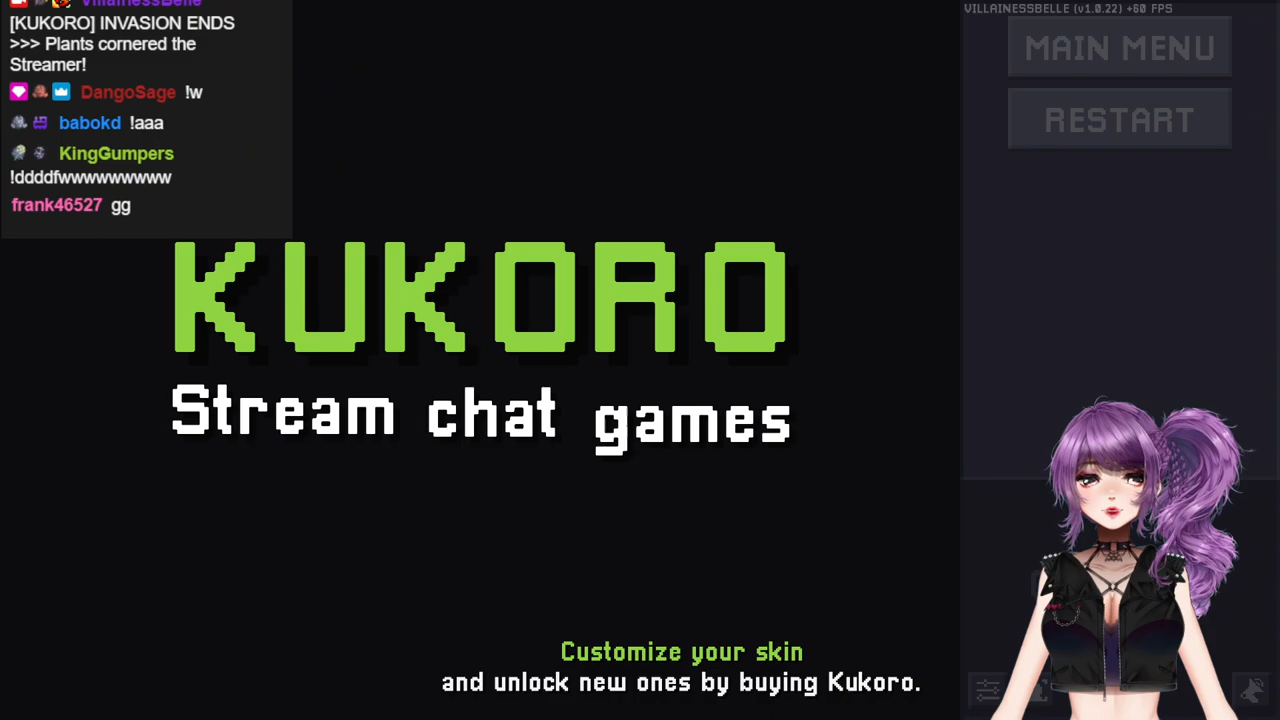 VillainessBelle
[KUKORO] INVASION ENDS
>>> Plants cornered the
Streamer!
DangoSage !w
babokd !aaa
KingGumpers
!ddddfwwwwwwwww
frank46527 gg
VILLAINESSBELLE (v1.0.22) +60 FPS
MAIN MENU
RESTART
KUKORO
Stream chat games
Customize your skin
and unlock new ones by buying Kukoro.